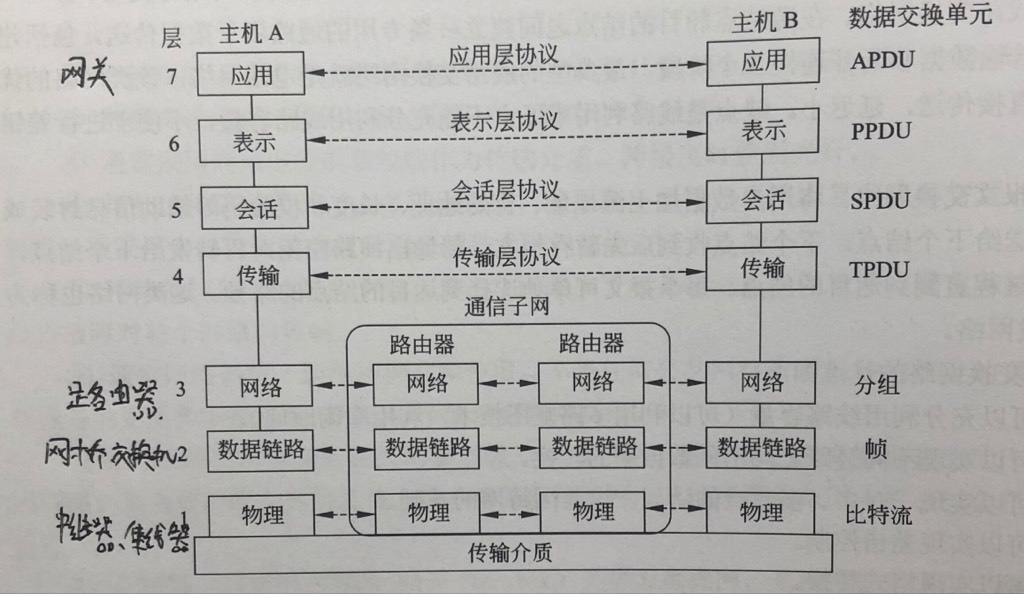 层 主机 A 主机 B 数据交换单元
网关 7 应用 应用层协议 应用 APDU
6 表示 表示层协议 表示 PPDU
5 会话 会话层协议 会话 SPDU
4 传输 传输层协议 传输 TPDU
通信子网
路由器 路由器
路由器 3 网络 网络 网络 网络 分组
网桥 交换机 2 数据链路 数据链路 数据链路 数据链路 帧
中继器、集线器 1 物理 物理 物理 物理 比特流
传输介质